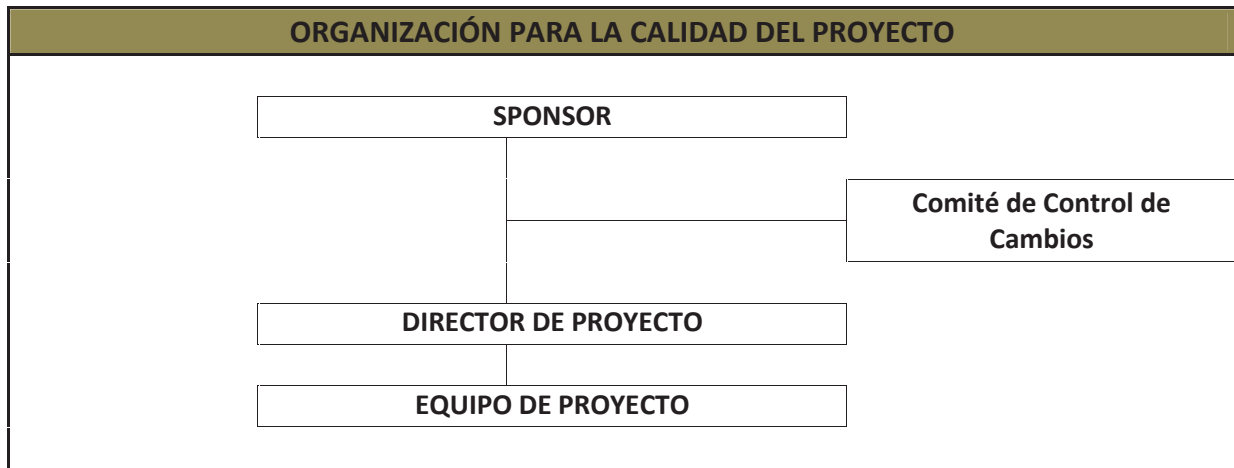 ORGANIZACIÓN PARA LA CALIDAD DEL PROYECTO
SPONSOR
Comité de Control de
Cambios
DIRECTOR DE PROYECTO
EQUIPO DE PROYECTO